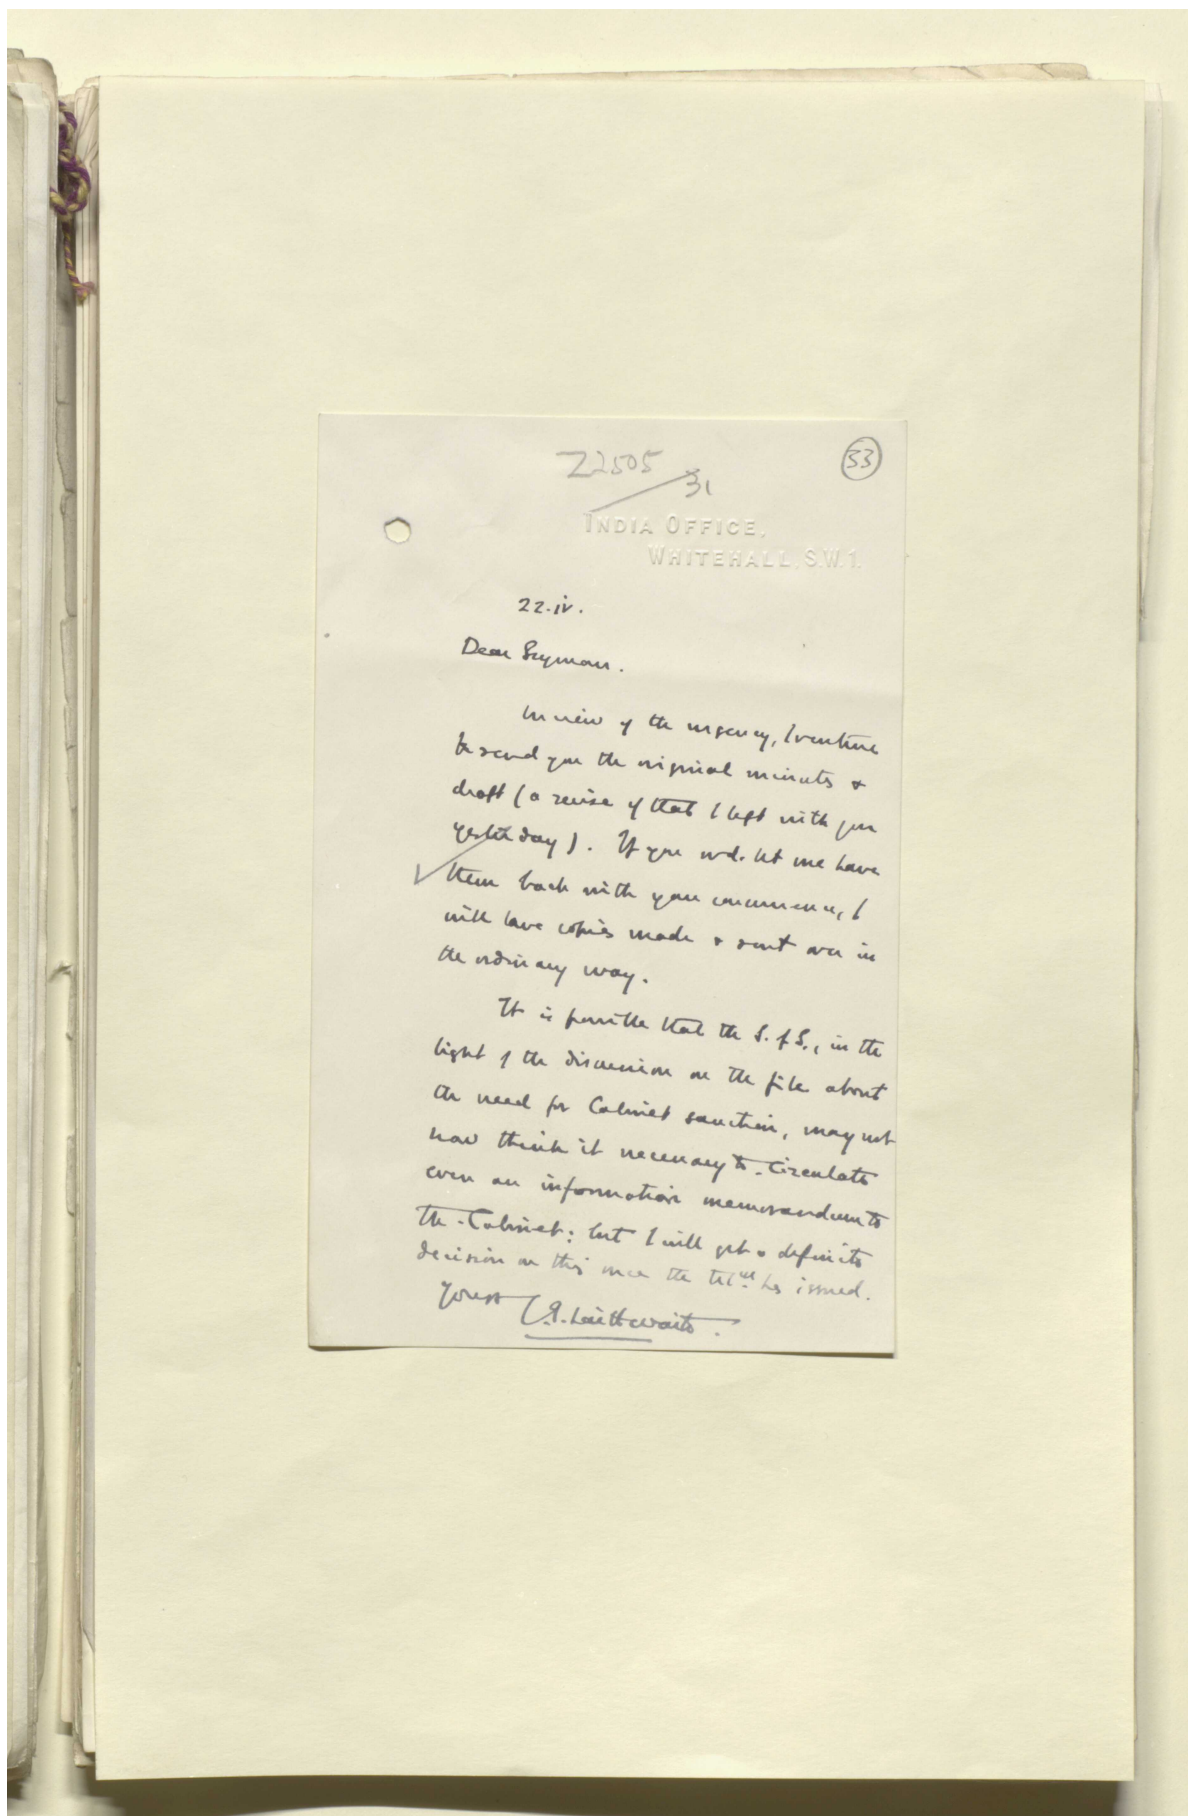 Z2505/31
33
INDIA OFFICE,
WHITEHALL, S.W.1.
22.iv.
Dear Seymour.
In view of the urgency, I venture
to send you the original minutes &
draft (a revise of that I left with you
yesterday). If you wd. let me have
them back with your concurrence, I
will have copies made & sent over in
the ordinary way.
It is possible that the S. of S., in the
light of the discussion on the file about
the need for Cabinet sanction, may not
now think it necessary to circulate
even an information memorandum to
the Cabinet: but I will get a definite
decision on this once the tel. has issued.
Yours
J.G. Laithwaite.